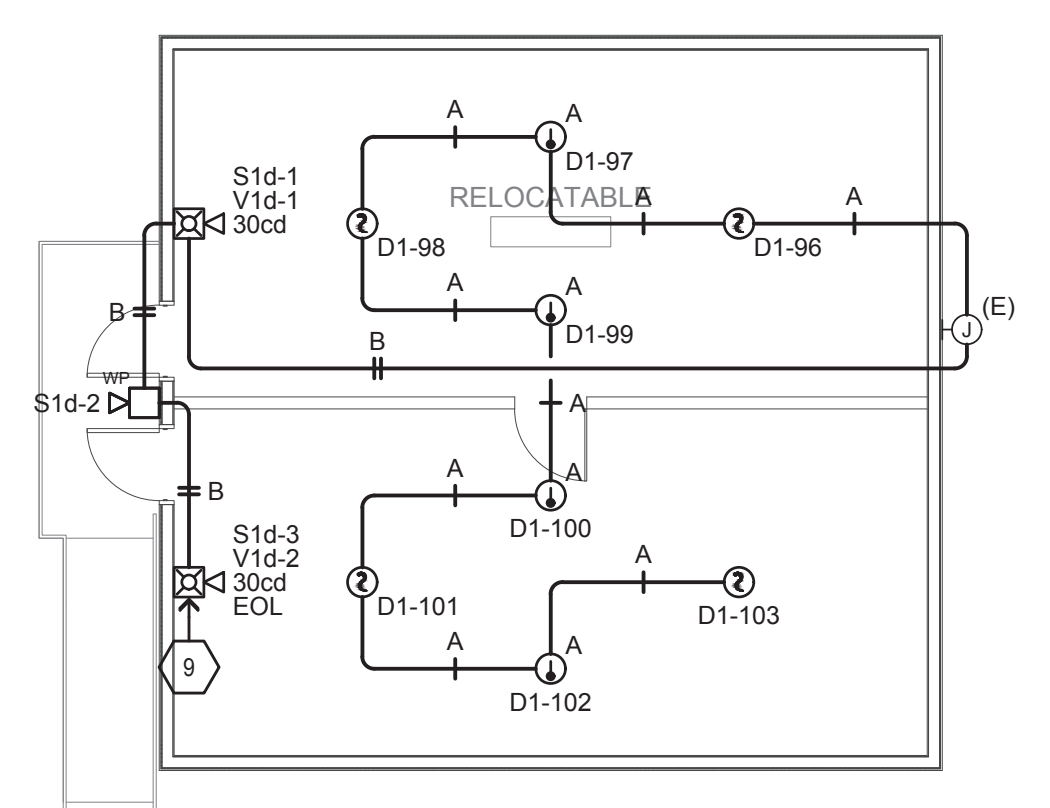 A
A
D1-97
S1d-1
V1d-1
30cd
RELOCATABLE
A
A
D1-98
D1-96
B
A
A
D1-99
(E)
J
B
WP
S1d-2
A
A
A
B
D1-100
S1d-3
V1d-2
30cd
EOL
A
D1-101
D1-103
A
A
9
D1-102